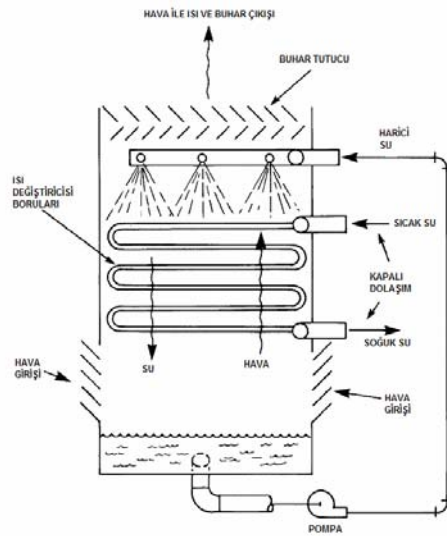 HAVA İLE ISI VE BUHAR ÇIKIŞI
BUHAR TUTUCU
HARİCİ
SU
ISI
DEĞİŞTİRİCİSİ
BORULARI
SICAK SU
KAPALI
DOLAŞIM
SOĞUK SU
SU
HAVA
HAVA
GİRİŞİ
HAVA
GİRİŞİ
POMPA